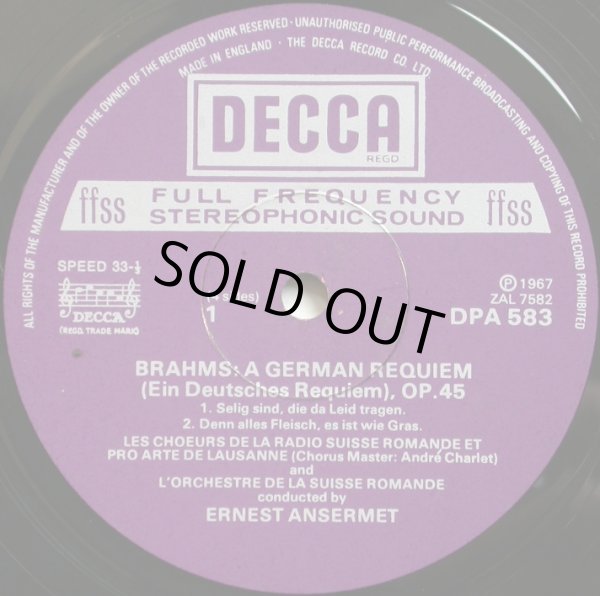 ALL RIGHTS OF THE MANUFACTURER AND OF THE OWNER OF THE RECORDED WORK RESERVED · UNAUTHORISED PUBLIC PERFORMANCE BROADCASTING AND COPYING OF THIS RECORD PROHIBITED
MADE IN ENGLAND · THE DECCA RECORD CO. LTD.
DECCA
REGD
ffss FULL FREQUENCY STEREOPHONIC SOUND ffss
SPEED 33-⅓
DECCA
(REGD. TRADE MARK)
1
℗ 1967
ZAL 7582
DPA 583
SOLD OUT
BRAHMS: A GERMAN REQUIEM
(Ein Deutsches Requiem), OP.45
1. Selig sind, die da Leid tragen.
2. Denn alles Fleisch, es ist wie Gras.
LES CHOEURS DE LA RADIO SUISSE ROMANDE ET
PRO ARTE DE LAUSANNE (Chorus Master: André Charlet)
and
L'ORCHESTRE DE LA SUISSE ROMANDE
conducted by
ERNEST ANSERMET